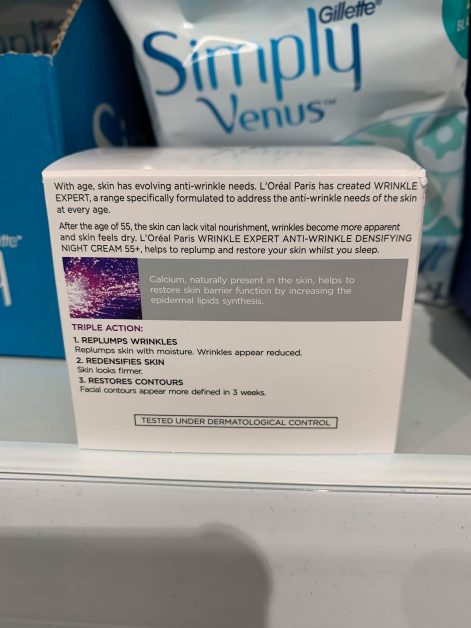 Gillette®
Simply
Venus™
With age, skin has evolving anti-wrinkle needs. L'Oréal Paris has created WRINKLE
EXPERT, a range specifically formulated to address the anti-wrinkle needs of the skin
at every age.
After the age of 55, the skin can lack vital nourishment, wrinkles become more apparent
and skin feels dry. L'Oréal Paris WRINKLE EXPERT ANTI-WRINKLE DENSIFYING
NIGHT CREAM 55+, helps to replump and restore your skin whilst you sleep.
Calcium, naturally present in the skin, helps to
restore skin barrier function by increasing the
epidermal lipids synthesis.
TRIPLE ACTION:
1. REPLUMPS WRINKLES
Replumps skin with moisture. Wrinkles appear reduced.
2. REDENSIFIES SKIN
Skin looks firmer.
3. RESTORES CONTOURS
Facial contours appear more defined in 3 weeks.
TESTED UNDER DERMATOLOGICAL CONTROL